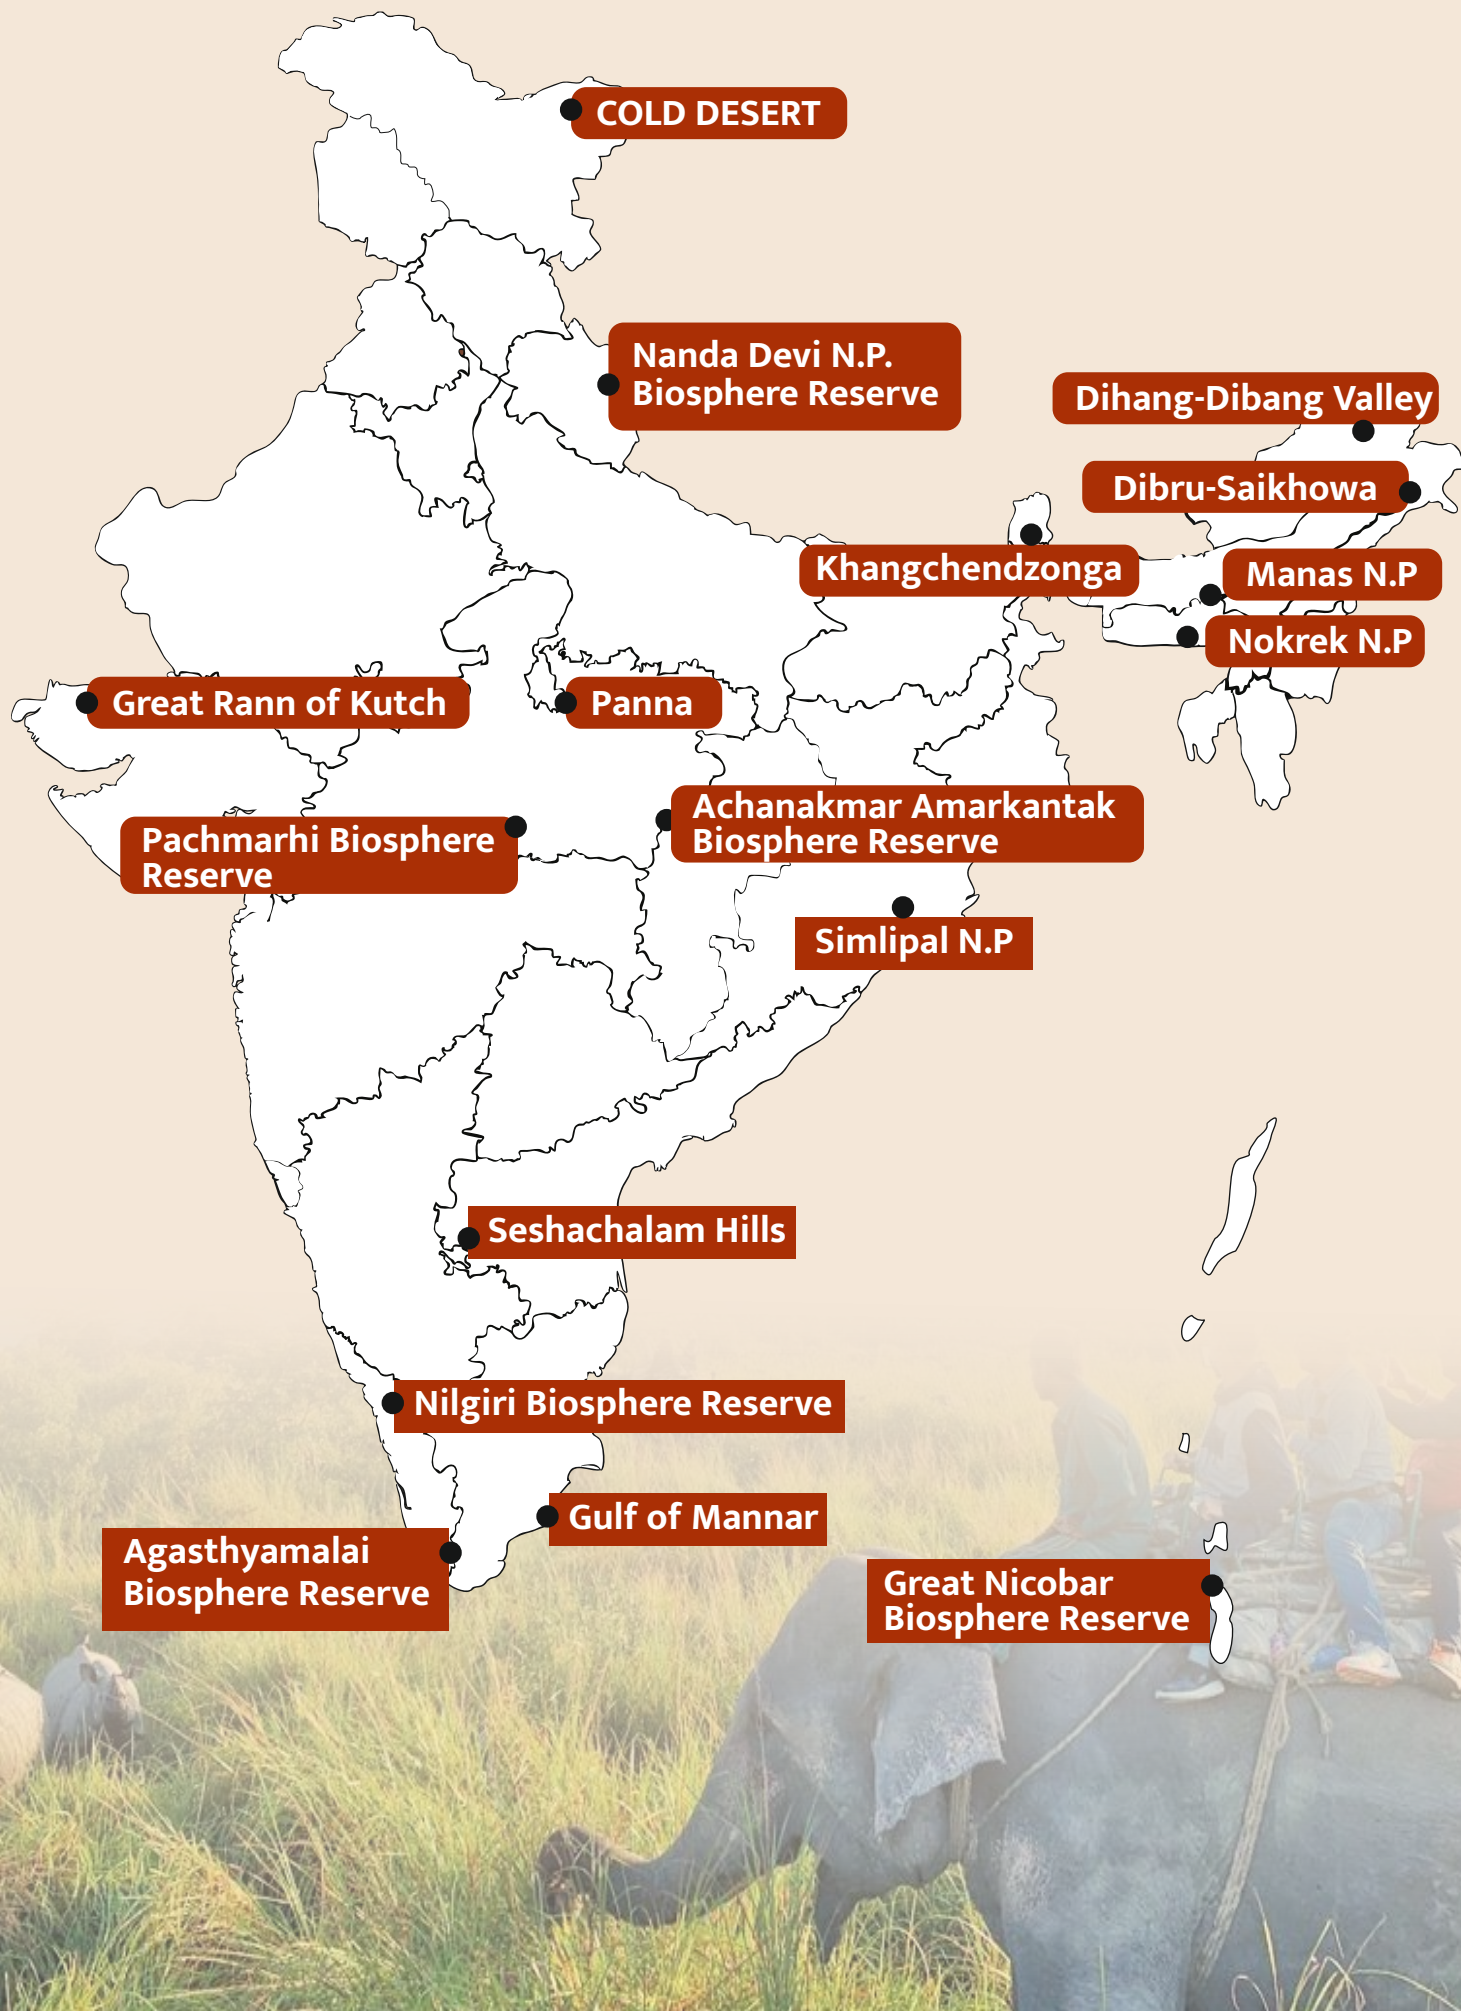 COLD DESERT
Nanda Devi N.P.
Biosphere Reserve
Dihang-Dibang Valley
Dibru-Saikhowa
Khangchendzonga
Manas N.P
Nokrek N.P
Great Rann of Kutch
Panna
Achanakmar Amarkantak
Biosphere Reserve
Pachmarhi Biosphere
Reserve
Simlipal N.P
Seshachalam Hills
Nilgiri Biosphere Reserve
Gulf of Mannar
Agasthyamalai
Biosphere Reserve
Great Nicobar
Biosphere Reserve